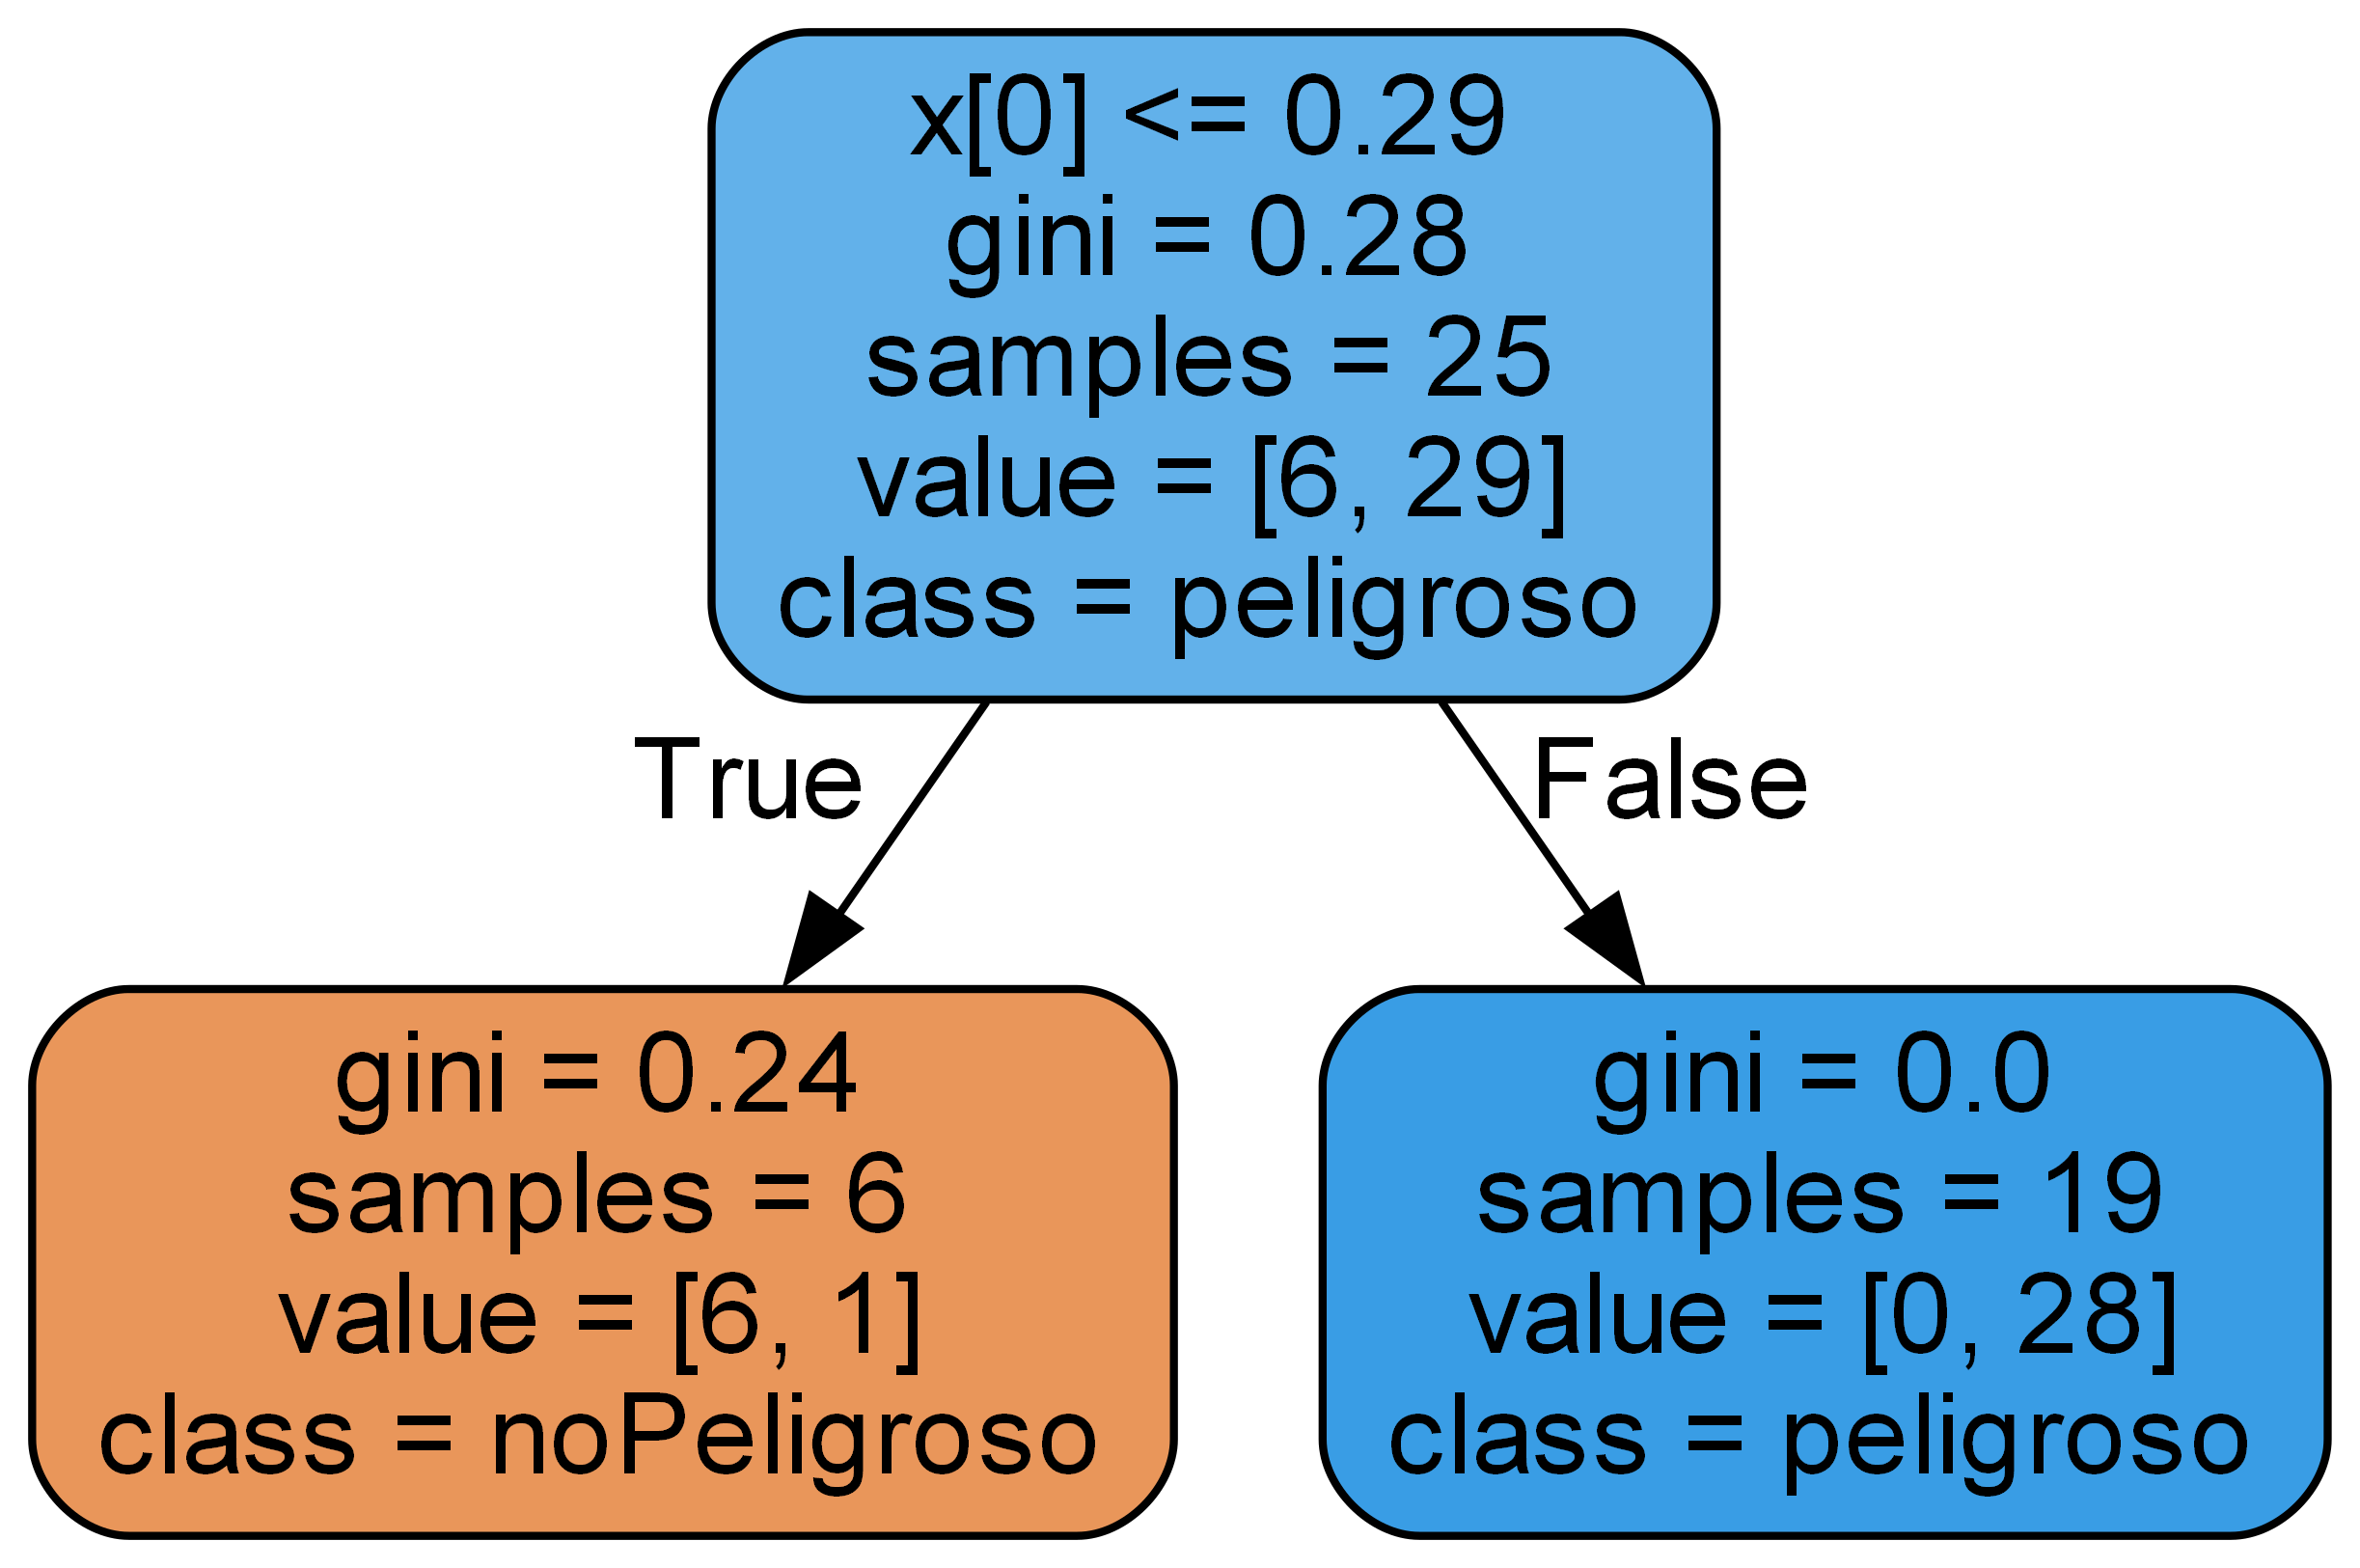 x[0] <= 0.29
gini = 0.28
samples = 25
value = [6, 29]
class = peligroso
True
False
gini = 0.24
samples = 6
value = [6, 1]
class = noPeligroso
gini = 0.0
samples = 19
value = [0, 28]
class = peligroso